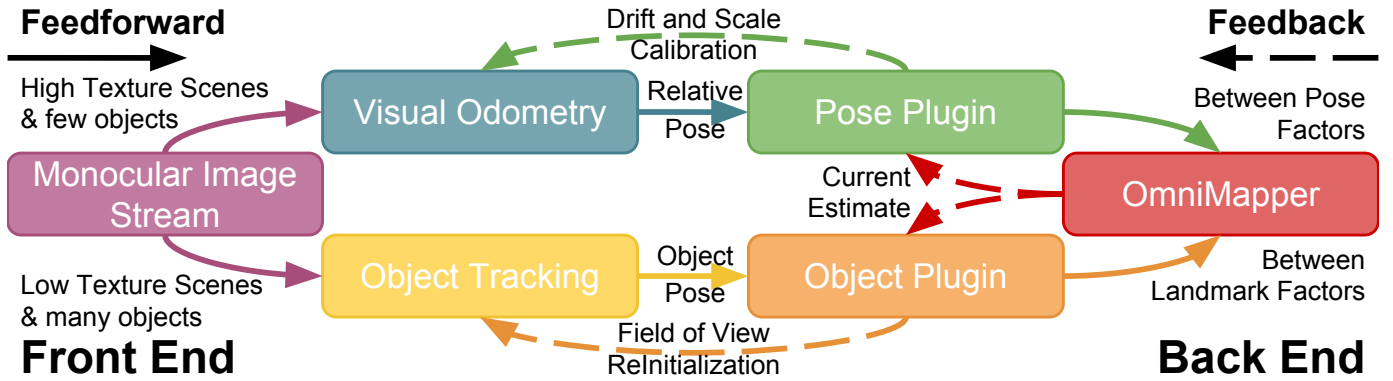 Feedforward
Drift and Scale
Calibration
Feedback
High Texture Scenes
& few objects
Visual Odometry
Relative
Pose
Pose Plugin
Between Pose
Factors
Monocular Image
Stream
Current
Estimate
OmniMapper
Low Texture Scenes
& many objects
Object Tracking
Object
Pose
Object Plugin
Between
Landmark Factors
Field of View
ReInitialization
Front End
Back End